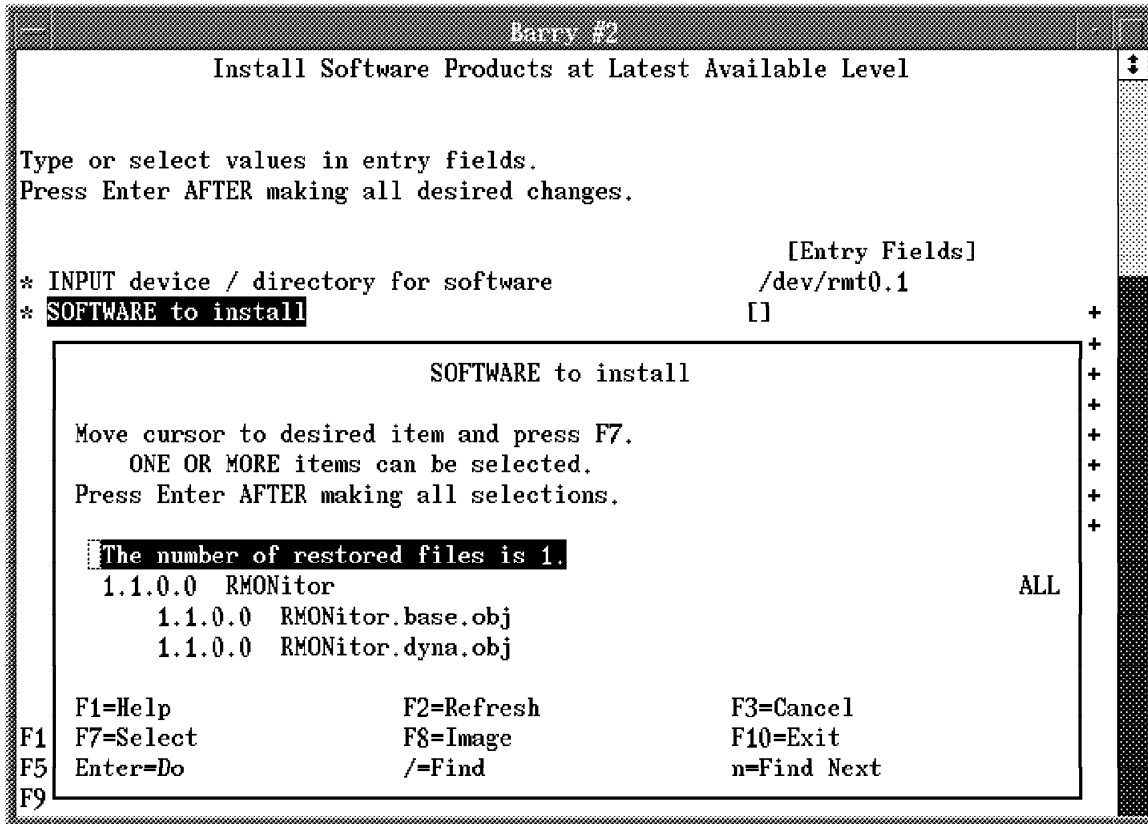 Barry #2
Install Software Products at Latest Available Level
Type or select values in entry fields.
Press Enter AFTER making all desired changes.
[Entry Fields]
* INPUT device / directory for software /dev/rmt0.1
* SOFTWARE to install [] +
+
SOFTWARE to install +
+
Move cursor to desired item and press F7. +
ONE OR MORE items can be selected. +
Press Enter AFTER making all selections. +
+
The number of restored files is 1.
1.1.0.0 RMONitor ALL
1.1.0.0 RMONitor.base.obj
1.1.0.0 RMONitor.dyna.obj
F1=Help F2=Refresh F3=Cancel
F1 F7=Select F8=Image F10=Exit
F5 Enter=Do /=Find n=Find Next
F9